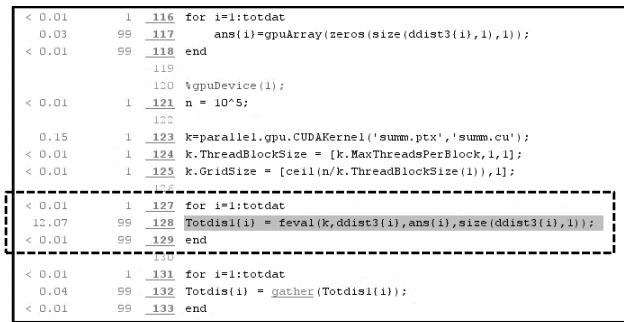 < 0.01 1 116 for i=1:totdat
0.03 99 117 ans{i}=gpuArray(zeros(size(ddist3{i},1),1));
< 0.01 99 118 end
119
120 %gpuDevice(1);
< 0.01 1 121 n = 10^5;
122
0.15 1 123 k=parallel.gpu.CUDAKernel('summ.ptx','summ.cu');
< 0.01 1 124 k.ThreadBlockSize = [k.MaxThreadsPerBlock,1,1];
< 0.01 1 125 k.GridSize = [ceil(n/k.ThreadBlockSize(1)),1];
126
< 0.01 1 127 for i=1:totdat
12.07 99 128 Totdis1{i} = feval(k,ddist3{i},ans{i},size(ddist3{i},1));
< 0.01 99 129 end
130
< 0.01 1 131 for i=1:totdat
0.04 99 132 Totdis{i} = gather(Totdis1{i});
< 0.01 99 133 end